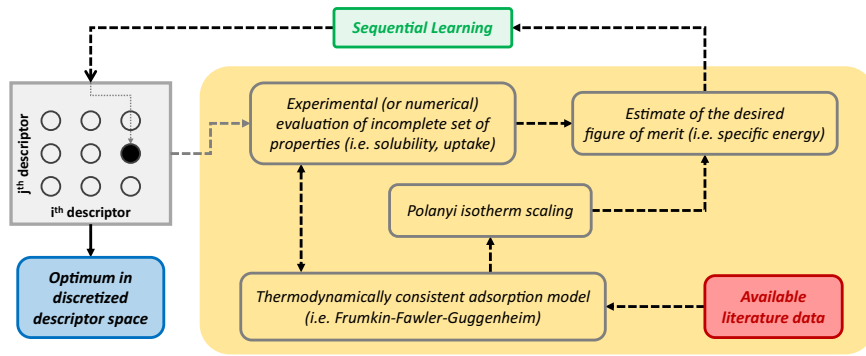 Sequential Learning
Experimental (or numerical)
evaluation of incomplete set of
properties (i.e. solubility, uptake)
Estimate of the desired
figure of merit (i.e. specific energy)
jth descriptor
ith descriptor
Polanyi isotherm scaling
Optimum in
discretized
descriptor space
Thermodynamically consistent adsorption model
(i.e. Frumkin-Fawler-Guggenheim)
Available
literature data